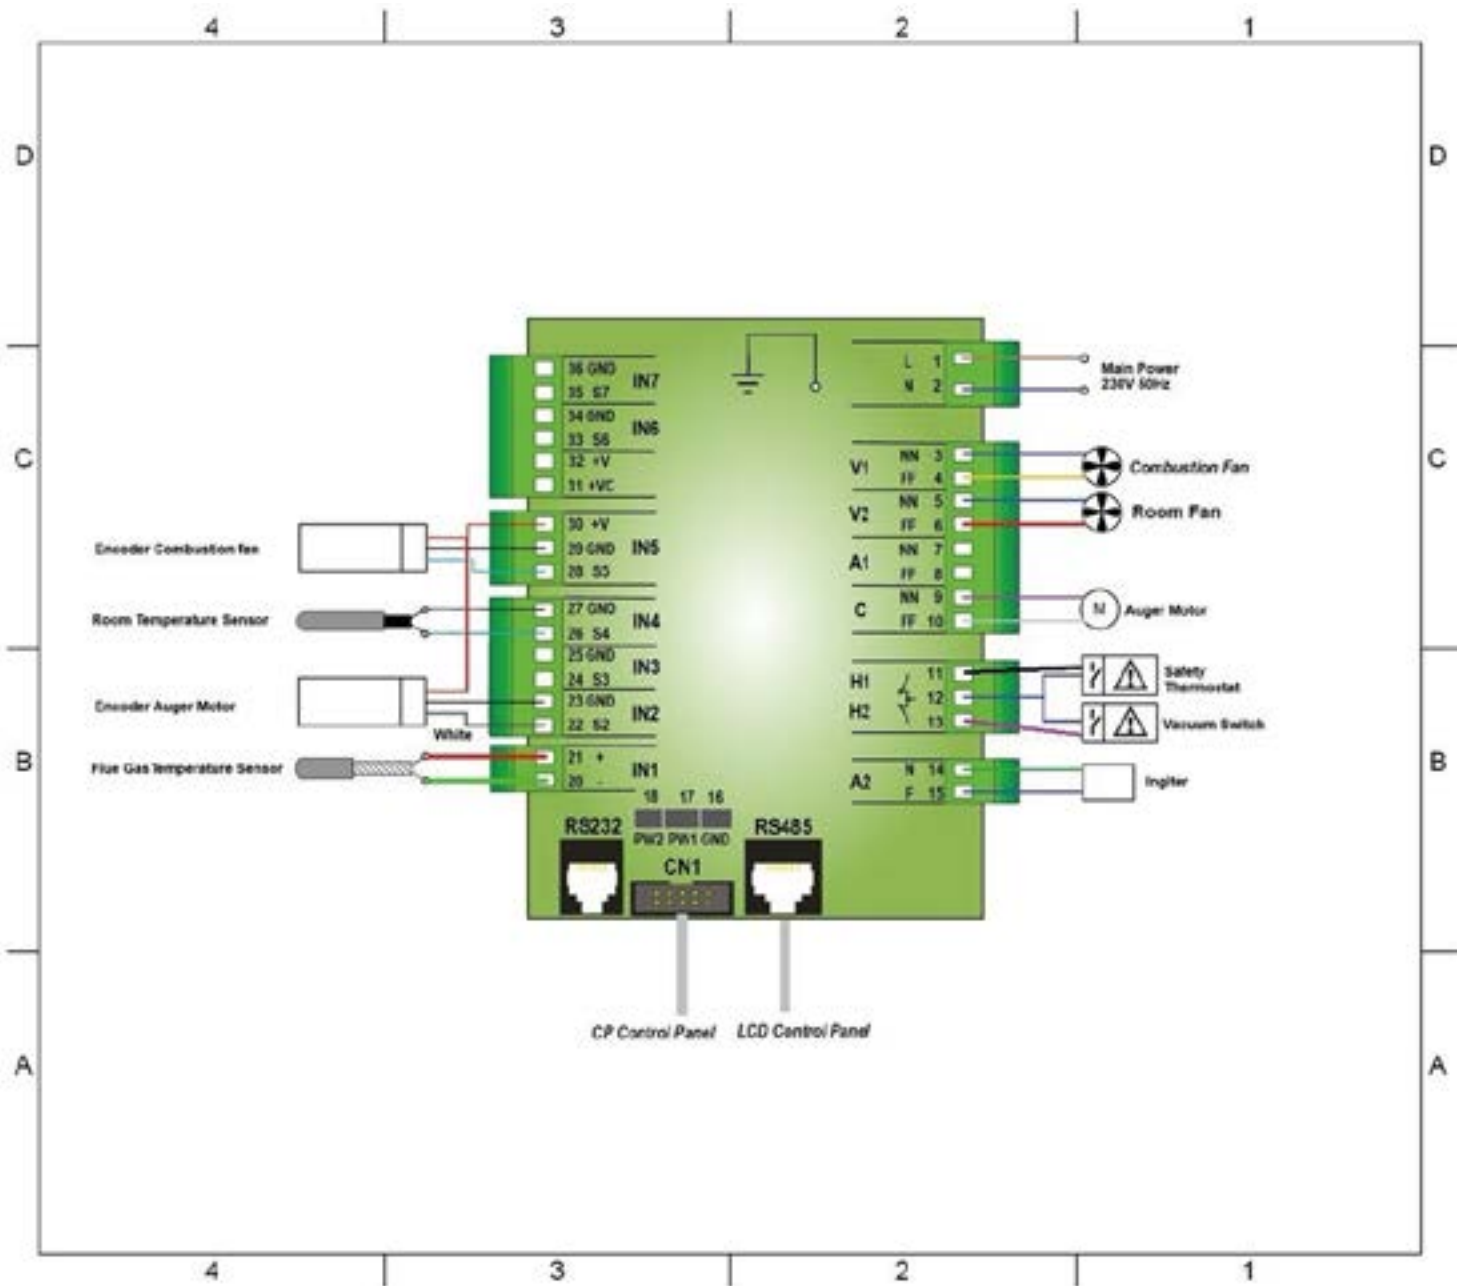 4 3 2 1
D D
C C
B B
A A
4 3 2 1
36 GND
35 S7
IN7
34 GND
33 S6
IN6
32 +V
31 +VC
30 +V
29 GND
28 S5
IN5
27 GND
26 S4
IN4
25 GND
24 S3
IN3
23 GND
22 S2
IN2
21 +
20 -
IN1
Encoder Combustion fan
Room Temperature Sensor
Encoder Auger Motor
White
Flue Gas Temperature Sensor
L 1
N 2
Main Power
230V 50Hz
V1
NN 3
FF 4
Combustion Fan
V2
NN 5
FF 6
Room Fan
A1
NN 7
FF 8
C
NN 9
FF 10
M
Auger Motor
H1
H2
11
12
13
Safety
Thermostat
Vacuum Switch
A2
N 14
F 15
Ingiter
18 17 16
PW2 PW1 GND
RS232
CN1
RS485
CP Control Panel
LCD Control Panel